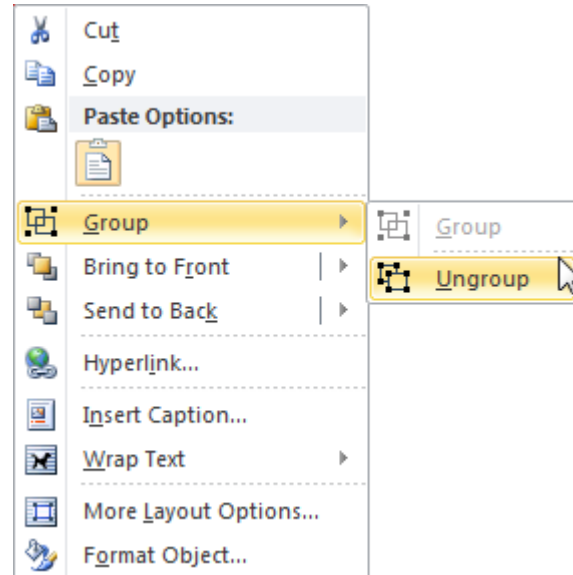 Cut
Copy
Paste Options:
Group
Group
Bring to Front
Ungroup
Send to Back
Hyperlink...
Insert Caption...
Wrap Text
More Layout Options...
Format Object...